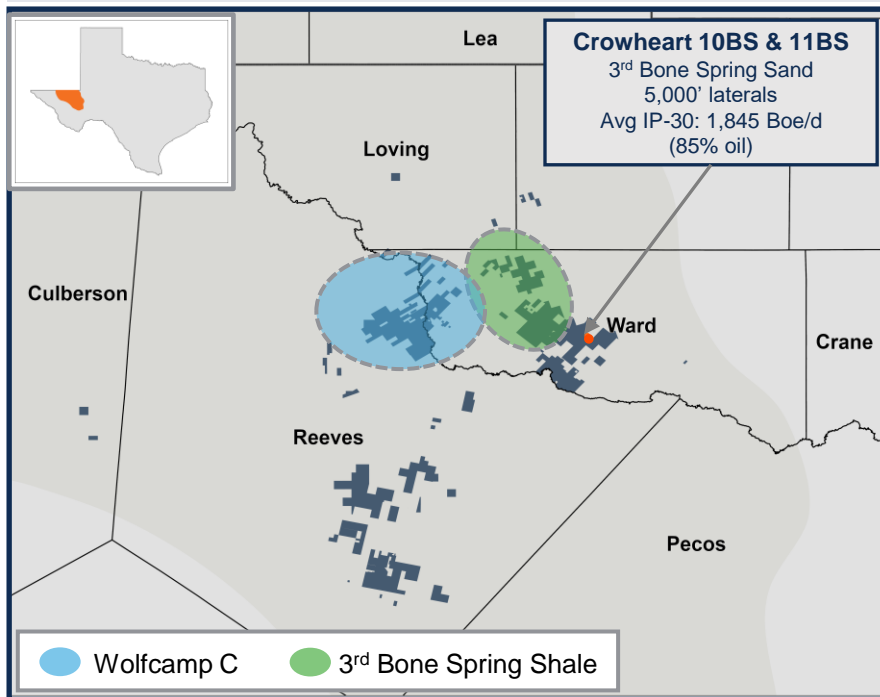 Lea
Crowheart 10BS & 11BS
3rd Bone Spring Sand
5,000’ laterals
Avg IP-30: 1,845 Boe/d
(85% oil)
Loving
Culberson
Ward
Crane
Reeves
Pecos
Wolfcamp C
3rd Bone Spring Shale